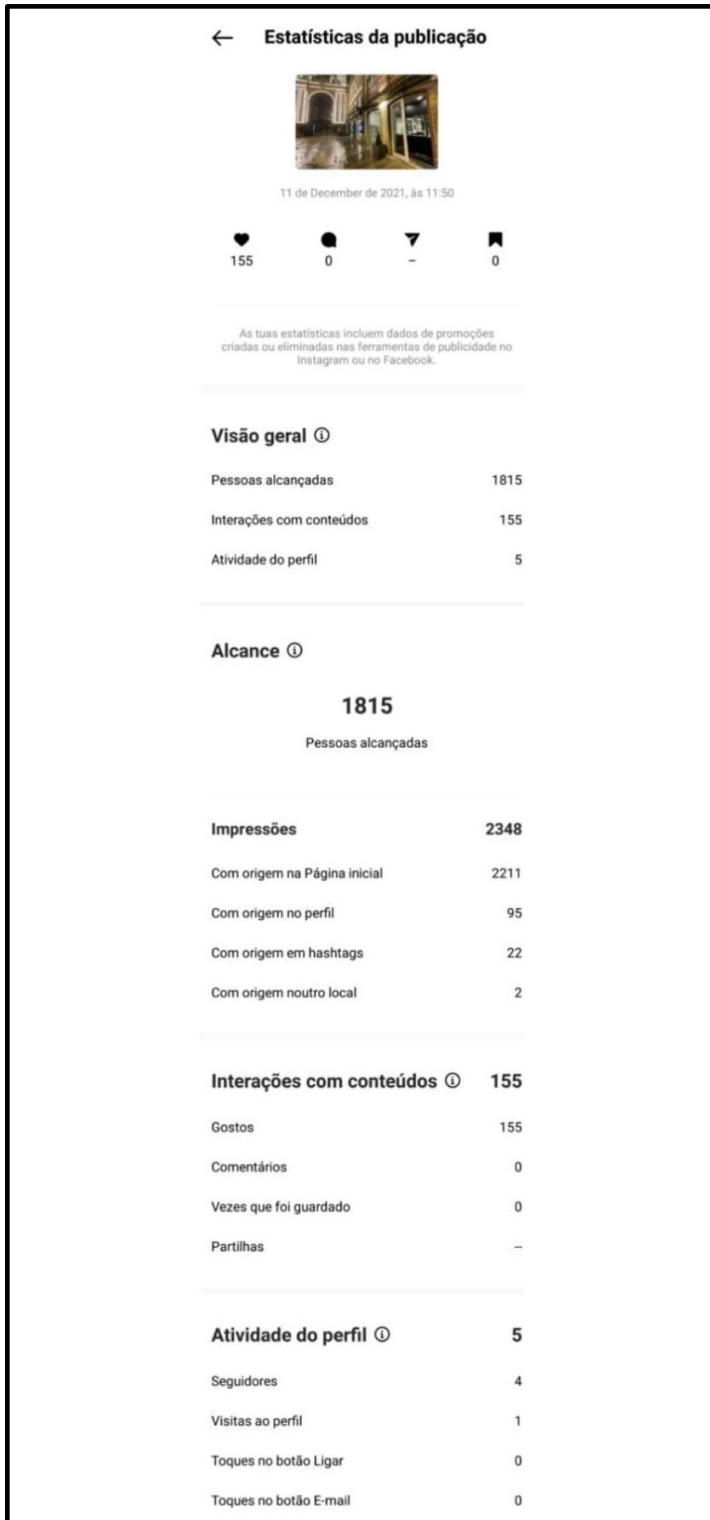 Estatísticas da publicação
11 de December de 2021, às 11:50
155 0 – 0
As tuas estatísticas incluem dados de promoções
criadas ou eliminadas nas ferramentas de publicidade no
Instagram ou no Facebook.
Visão geral
Pessoas alcançadas 1815
Interações com conteúdos 155
Atividade do perfil 5
Alcance
1815
Pessoas alcançadas
Impressões 2348
Com origem na Página inicial 2211
Com origem no perfil 95
Com origem em hashtags 22
Com origem noutro local 2
Interações com conteúdos 155
Gostos 155
Comentários 0
Vezes que foi guardado 0
Partilhas –
Atividade do perfil 5
Seguidores 4
Visitas ao perfil 1
Toques no botão Ligar 0
Toques no botão E-mail 0